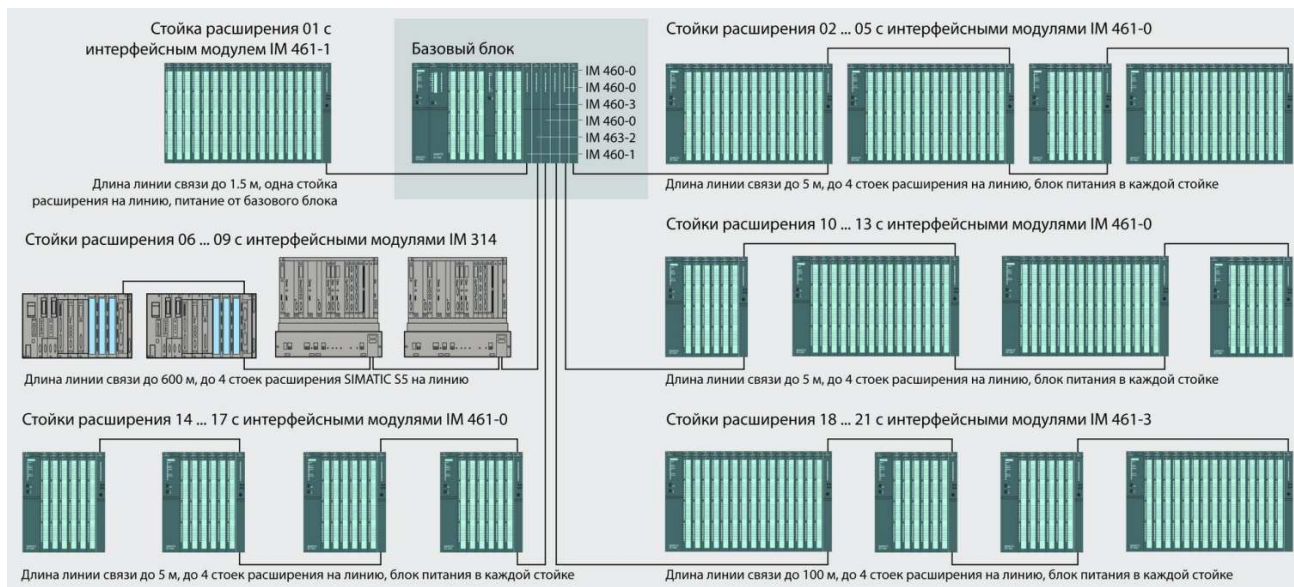 Стойка расширения 01 с
интерфейсным модулем IM 461-1
Базовый блок
IM 460-0
IM 460-0
IM 460-3
IM 460-0
IM 463-2
IM 460-1
Длина линии связи до 1.5 м, одна стойка
расширения на линию, питание от базового блока
Стойки расширения 02 ... 05 с интерфейсными модулями IM 461-0
Длина линии связи до 5 м, до 4 стоек расширения на линию, блок питания в каждой стойке
Стойки расширения 06 ... 09 с интерфейсными модулями IM 314
Длина линии связи до 600 м, до 4 стоек расширения SIMATIC S5 на линию
Стойки расширения 10 ... 13 с интерфейсными модулями IM 461-0
Длина линии связи до 5 м, до 4 стоек расширения на линию, блок питания в каждой стойке
Стойки расширения 14 ... 17 с интерфейсными модулями IM 461-0
Длина линии связи до 5 м, до 4 стоек расширения на линию, блок питания в каждой стойке
Стойки расширения 18 ... 21 с интерфейсными модулями IM 461-3
Длина линии связи до 100 м, до 4 стоек расширения на линию, блок питания в каждой стойке